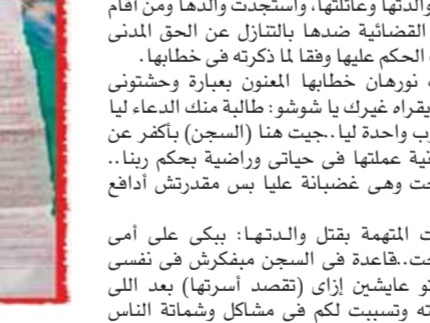 والدتها وعائلتها، واستجدت والدها ومن أقام
القضائية ضدها بالتنازل عن الحق المدنى
الحكم عليها وفقا لما ذكرته فى خطابها.
نورهان خطابها المعنون بعبارة وحشتونى
يقراه غيرك يا شوشو: طالبة منك الدعاء ليا
واحدة ليا..جيت هنا (السجن) بأكفر عن
عملتها فى حياتى وراضية بحكم ربنا..
وهى غضبانة عليا بس مقدرتش أدافع
المتهمة بقتل والدتها: ببكى على أمى
قاعدة فى السجن مبفكرش فى نفسى
عايشين إزاى (تقصد أسرتها) بعد اللى
وتسببت لكم فى مشاكل وشماتة الناس